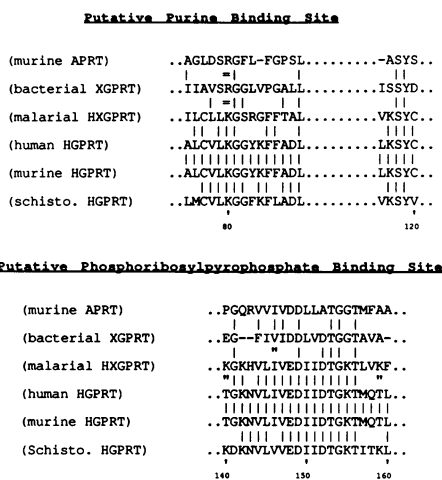 Putative Purine Binding Site
(murine APRT) ..AGLDSRGFL-FGPSL.........-ASYS..
| =| | | ||
(bacterial XGPRT) ..IIAVSRGGLVPGALL.........ISSYD..
| =|| | | ||
(malarial HXGPRT) ..ILCLLKGSRGFFTAL.........VKSYC..
|| ||| || || ||||
(human HGPRT) ..ALCVLKGGYKFFADL.........LKSYC..
||||||||||||||| |||||
(murine HGPRT) ..ALCVLKGGYKFFADL.........LKSYC..
||||||| || ||| |||
(schisto. HGPRT) ..LMCVLKGGFKFLADL.........VKSYV..
80 120
Putative Phosphoribosylpyrophosphate Binding Site
(murine APRT) ..PGQRVVIVDDLLATGGTMFAA..
(bacterial XGPRT) ..EG--FIVIDDLVDTGGTAVA-..
(malarial HXGPRT) ..KGKHVLIVEDIIDTGKTLVKF..
(human HGPRT) ..TGKNVLIVEDIIDTGKTMQTL..
(murine HGPRT) ..TGKNVLIVEDIIDTGKTMQTL..
(Schisto. HGPRT) ..KDKNVLVVEDIIDTGKTITKL..
140 150 160